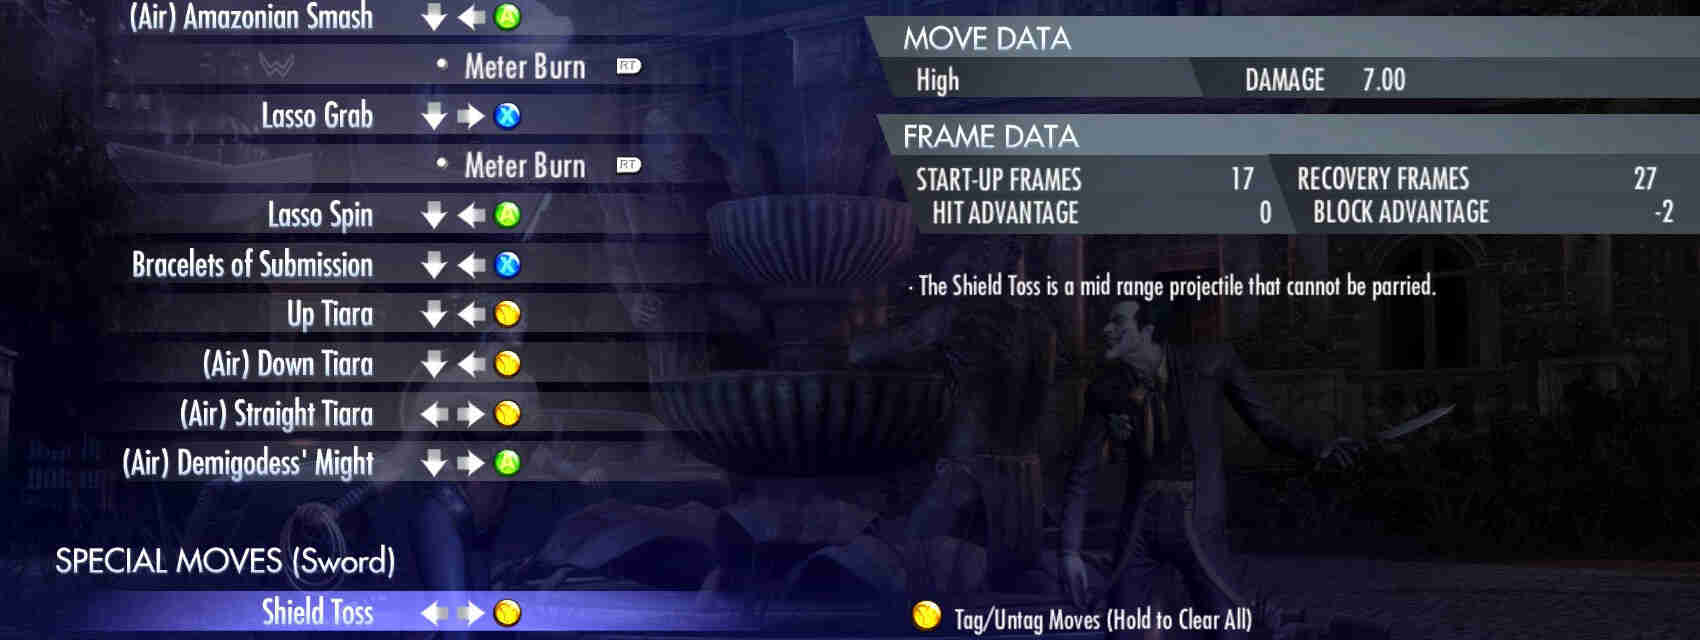 (Air) Amazonian Smash A
Meter Burn RT
Lasso Grab X
Meter Burn RT
Lasso Spin A
Bracelets of Submission X
Up Tiara Y
(Air) Down Tiara Y
(Air) Straight Tiara Y
(Air) Demigodess' Might A
SPECIAL MOVES (Sword)
Shield Toss Y
MOVE DATA
High DAMAGE 7.00
FRAME DATA
START-UP FRAMES 17 RECOVERY FRAMES 27
HIT ADVANTAGE 0 BLOCK ADVANTAGE -2
· The Shield Toss is a mid range projectile that cannot be parried.
Y Tag/Untag Moves (Hold to Clear All)